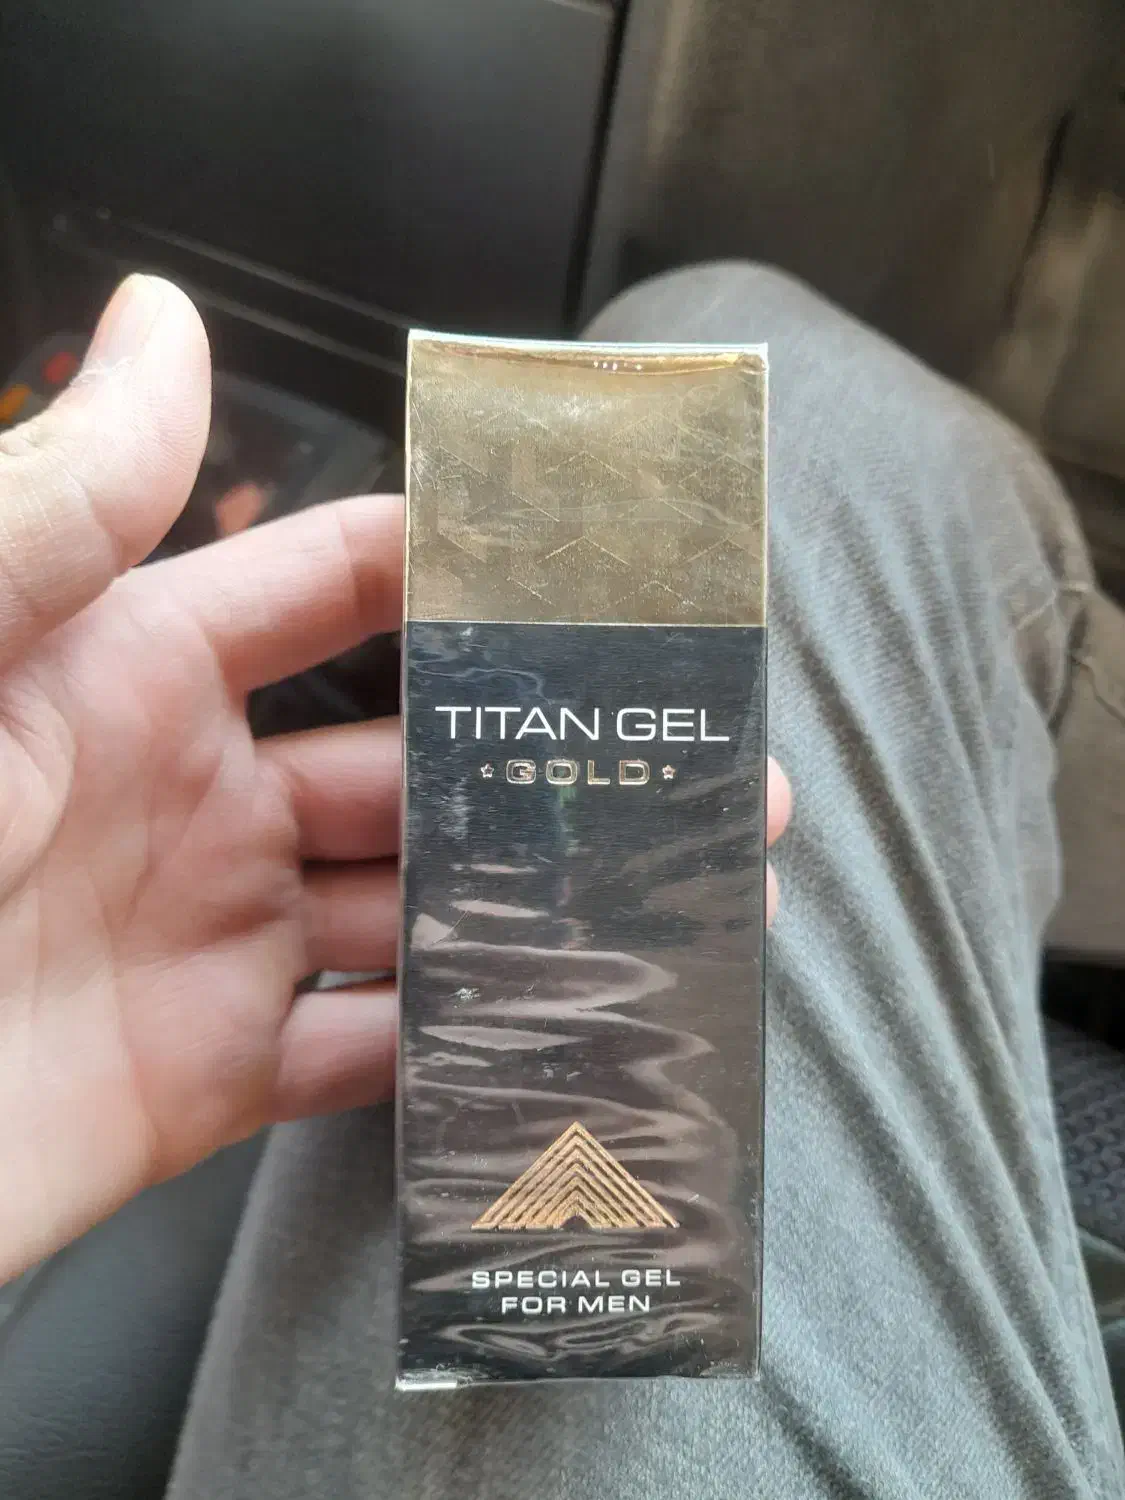 TITAN GEL
GOLD
SPECIAL GEL
FOR MEN